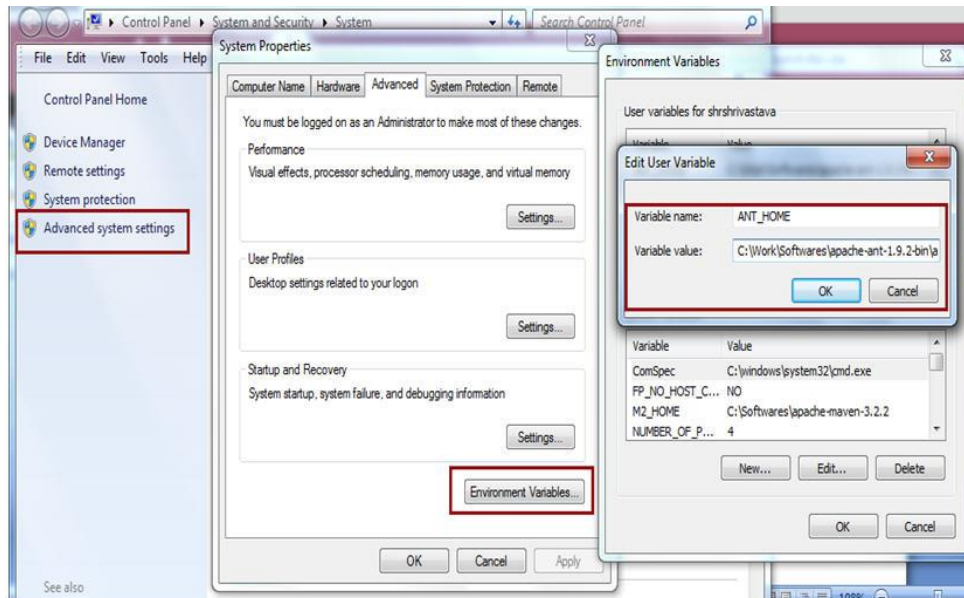 Control Panel ▸ System and Security ▸ System
Search Control Panel
File Edit View Tools Help
Control Panel Home
Device Manager
Remote settings
System protection
Advanced system settings
See also
System Properties
Computer Name Hardware Advanced System Protection Remote
You must be logged on as an Administrator to make most of these changes.
Performance
Visual effects, processor scheduling, memory usage, and virtual memory
Settings...
User Profiles
Desktop settings related to your logon
Settings...
Startup and Recovery
System startup, system failure, and debugging information
Settings...
Environment Variables...
OK Cancel Apply
Environment Variables
User variables for shrshrivastava
Variable Value
Edit User Variable
Variable name: ANT_HOME
Variable value: C:\Work\Softwares\apache-ant-1.9.2-bin\a
OK Cancel
Variable Value
ComSpec C:\windows\system32\cmd.exe
FP_NO_HOST_C... NO
M2_HOME C:\Softwares\apache-maven-3.2.2
NUMBER_OF_P... 4
New... Edit... Delete
OK Cancel